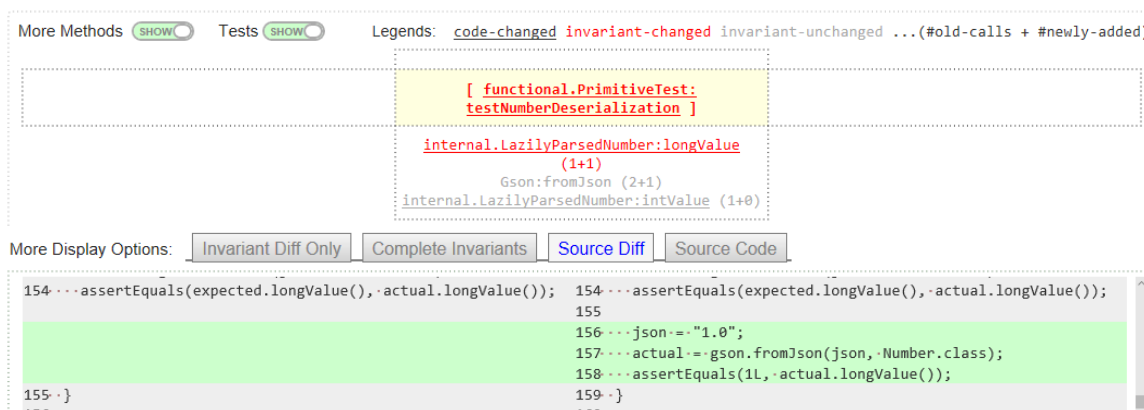 More Methods SHOW Tests SHOW Legends: code-changed invariant-changed invariant-unchanged ...(#old-calls + #newly-added)
[ functional.PrimitiveTest:
testNumberDeserialization ]
internal.LazilyParsedNumber:longValue
(1+1)
Gson:fromJson (2+1)
internal.LazilyParsedNumber:intValue (1+0)
More Display Options: Invariant Diff Only Complete Invariants Source Diff Source Code
154····assertEquals(expected.longValue(),·actual.longValue()); 154····assertEquals(expected.longValue(),·actual.longValue());
155
156····json·=·"1.0";
157····actual·=·gson.fromJson(json,·Number.class);
158····assertEquals(1L,·actual.longValue());
155··} 159··}